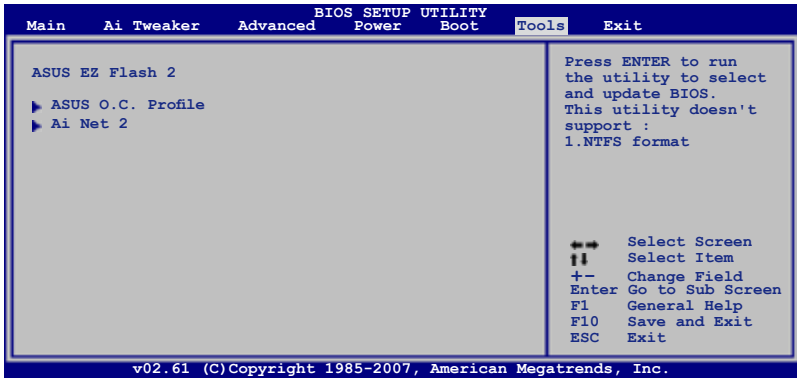 BIOS SETUP UTILITY
Main Ai Tweaker Advanced Power Boot Tools Exit
ASUS EZ Flash 2
ASUS O.C. Profile
Ai Net 2
Press ENTER to run
the utility to select
and update BIOS.
This utility doesn't
support :
1.NTFS format
Select Screen
Select Item
+- Change Field
Enter Go to Sub Screen
F1 General Help
F10 Save and Exit
ESC Exit
v02.61 (C)Copyright 1985-2007, American Megatrends, Inc.